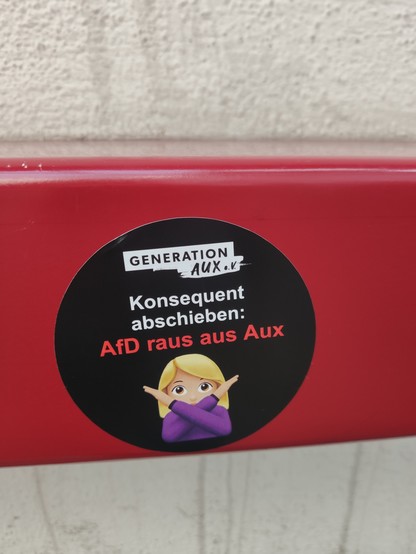 GENERATION
AUX e.V.
Konsequent
abschieben:
AfD raus aus Aux